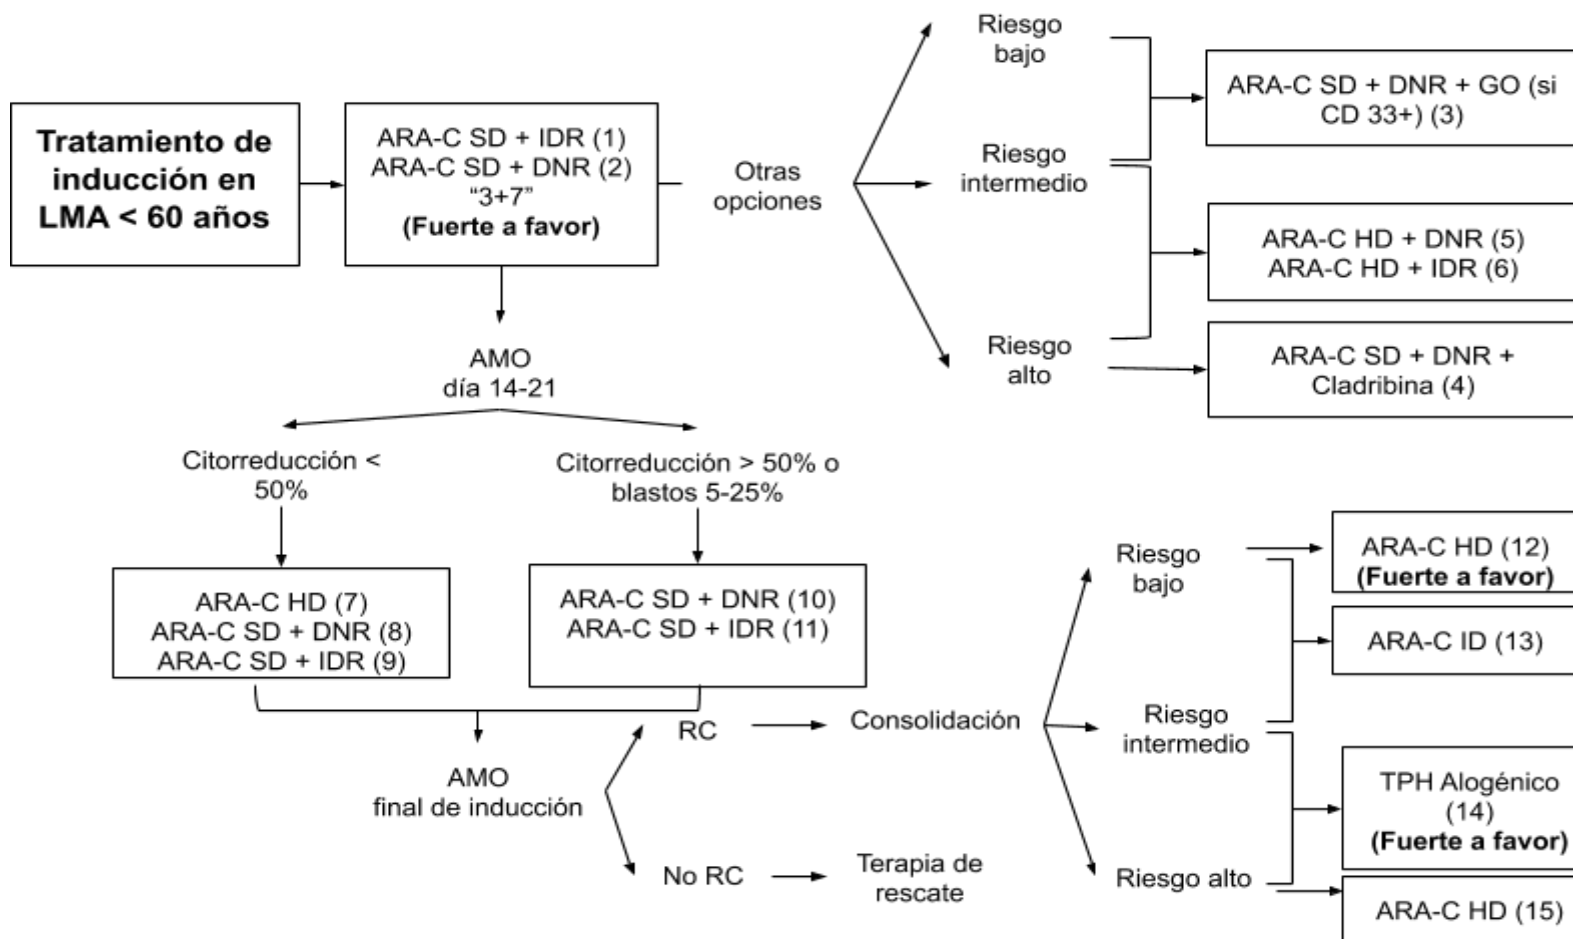 Tratamiento de
inducción en
LMA < 60 años
ARA-C SD + IDR (1)
ARA-C SD + DNR (2)
“3+7”
(Fuerte a favor)
Otras
opciones
Riesgo
bajo
Riesgo
intermedio
Riesgo
alto
ARA-C SD + DNR + GO (si
CD 33+) (3)
ARA-C HD + DNR (5)
ARA-C HD + IDR (6)
ARA-C SD + DNR +
Cladribina (4)
AMO
día 14-21
Citorreducción <
50%
Citorreducción > 50% o
blastos 5-25%
ARA-C HD (7)
ARA-C SD + DNR (8)
ARA-C SD + IDR (9)
ARA-C SD + DNR (10)
ARA-C SD + IDR (11)
AMO
final de inducción
RC
No RC
Consolidación
Terapia de
rescate
Riesgo
bajo
Riesgo
intermedio
Riesgo alto
ARA-C HD (12)
(Fuerte a favor)
ARA-C ID (13)
TPH Alogénico
(14)
(Fuerte a favor)
ARA-C HD (15)